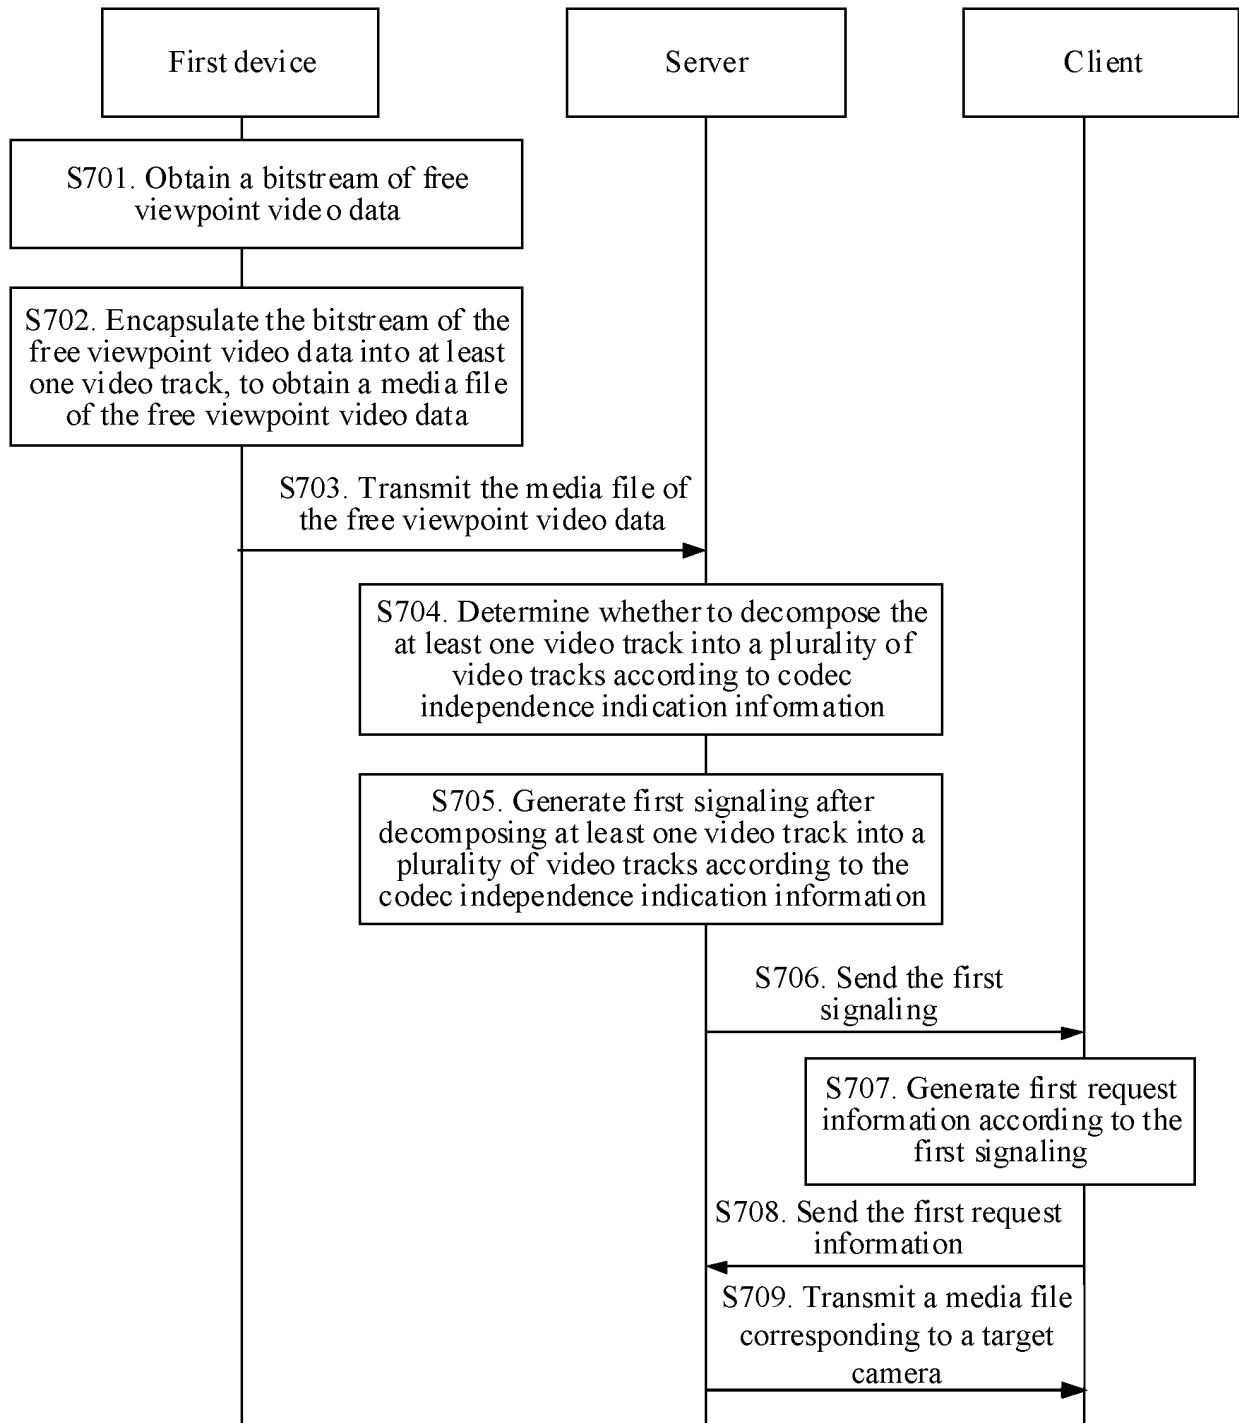 First device
Server
Client
S701. Obtain a bitstream of free
viewpoint video data
S702. Encapsulate the bitstream of the
free viewpoint video data into at least
one video track, to obtain a media file
of the free viewpoint video data
S703. Transmit the media file of
the free viewpoint video data
S704. Determine whether to decompose the
at least one video track into a plurality of
video tracks according to codec
independence indication information
S705. Generate first signaling after
decomposing at least one video track into a
plurality of video tracks according to the
codec independence indication information
S706. Send the first
signaling
S707. Generate first request
information according to the
first signaling
S708. Send the first request
information
S709. Transmit a media file
corresponding to a target
camera